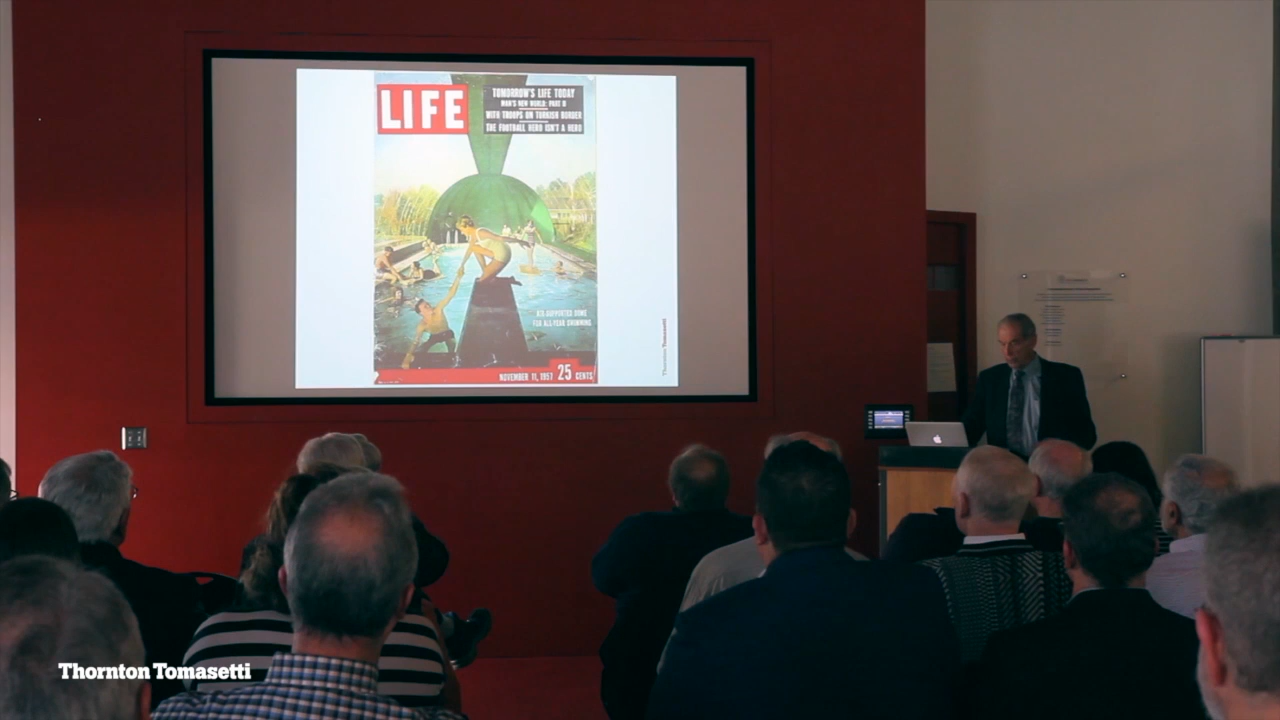 LIFE
TOMORROW'S LIFE TODAY
MAN'S NEW WORLD: PART II
WITH TROOPS ON TURKISH BORDER
THE FOOTBALL HERO ISN'T A HERO
AIR-SUPPORTED DOME
FOR ALL-YEAR SWIMMING
NOVEMBER 11, 1957 25 CENTS
Thornton Tomasetti
Thornton Tomasetti